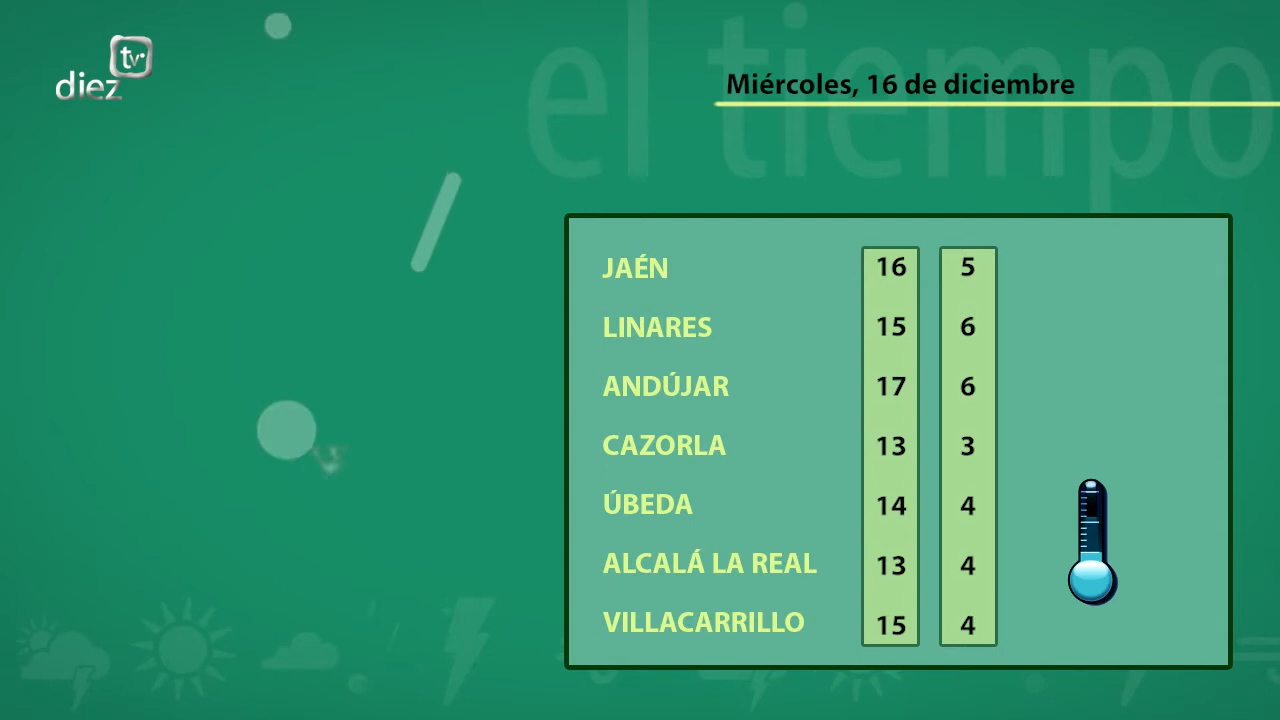 diez tv
el tiempo
Miércoles, 16 de diciembre
JAÉN 16 5
LINARES 15 6
ANDÚJAR 17 6
CAZORLA 13 3
ÚBEDA 14 4
ALCALÁ LA REAL 13 4
VILLACARRILLO 15 4